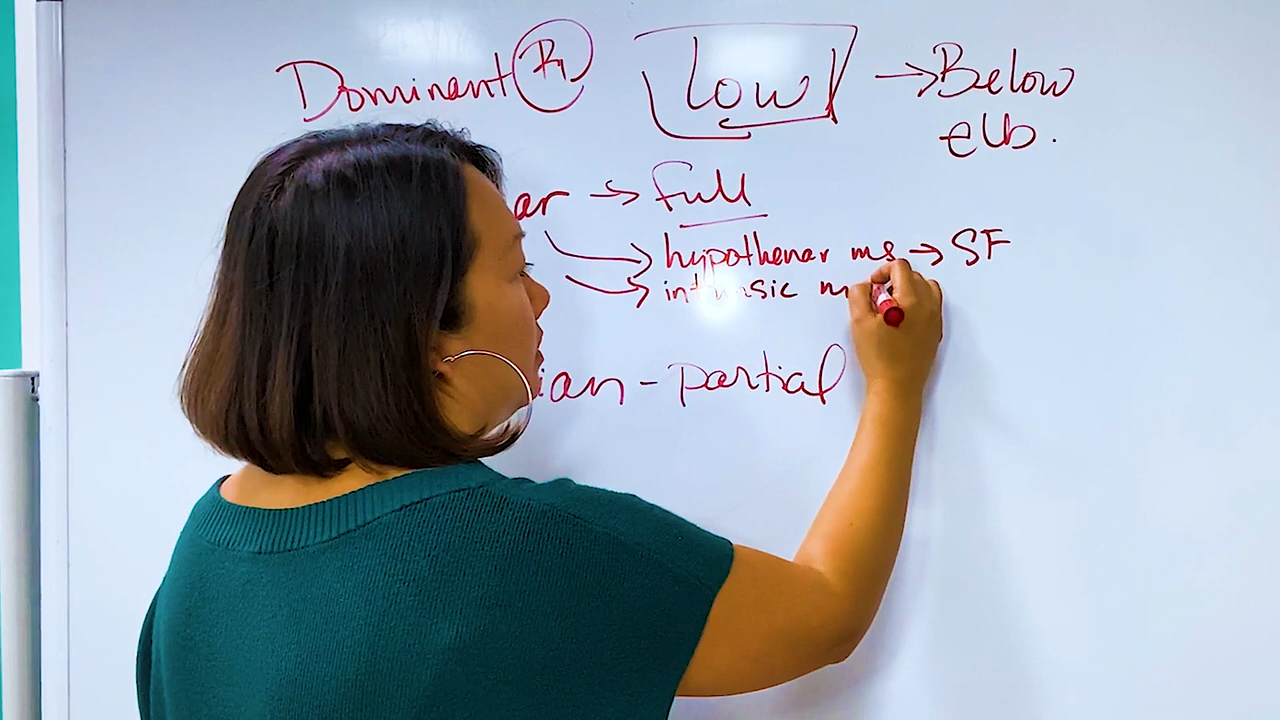 Dominant Low → Below
elb.
ar → full
→ hypothenar ms → SF
→ intrinsic m
ian - partial